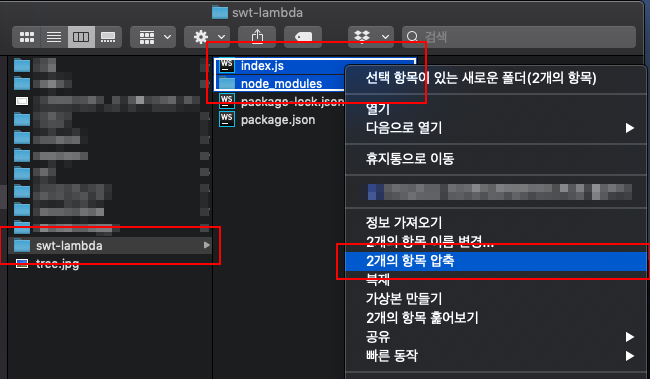 swt-lambda
검색
index.js
node_modules
package-lock.json
package.json
swt-lambda
tree.jpg
선택 항목이 있는 새로운 폴더(2개의 항목)
열기
다음으로 열기
휴지통으로 이동
정보 가져오기
2개의 항목 이름 변경...
2개의 항목 압축
복제
가상본 만들기
2개의 항목 훑어보기
공유
빠른 동작